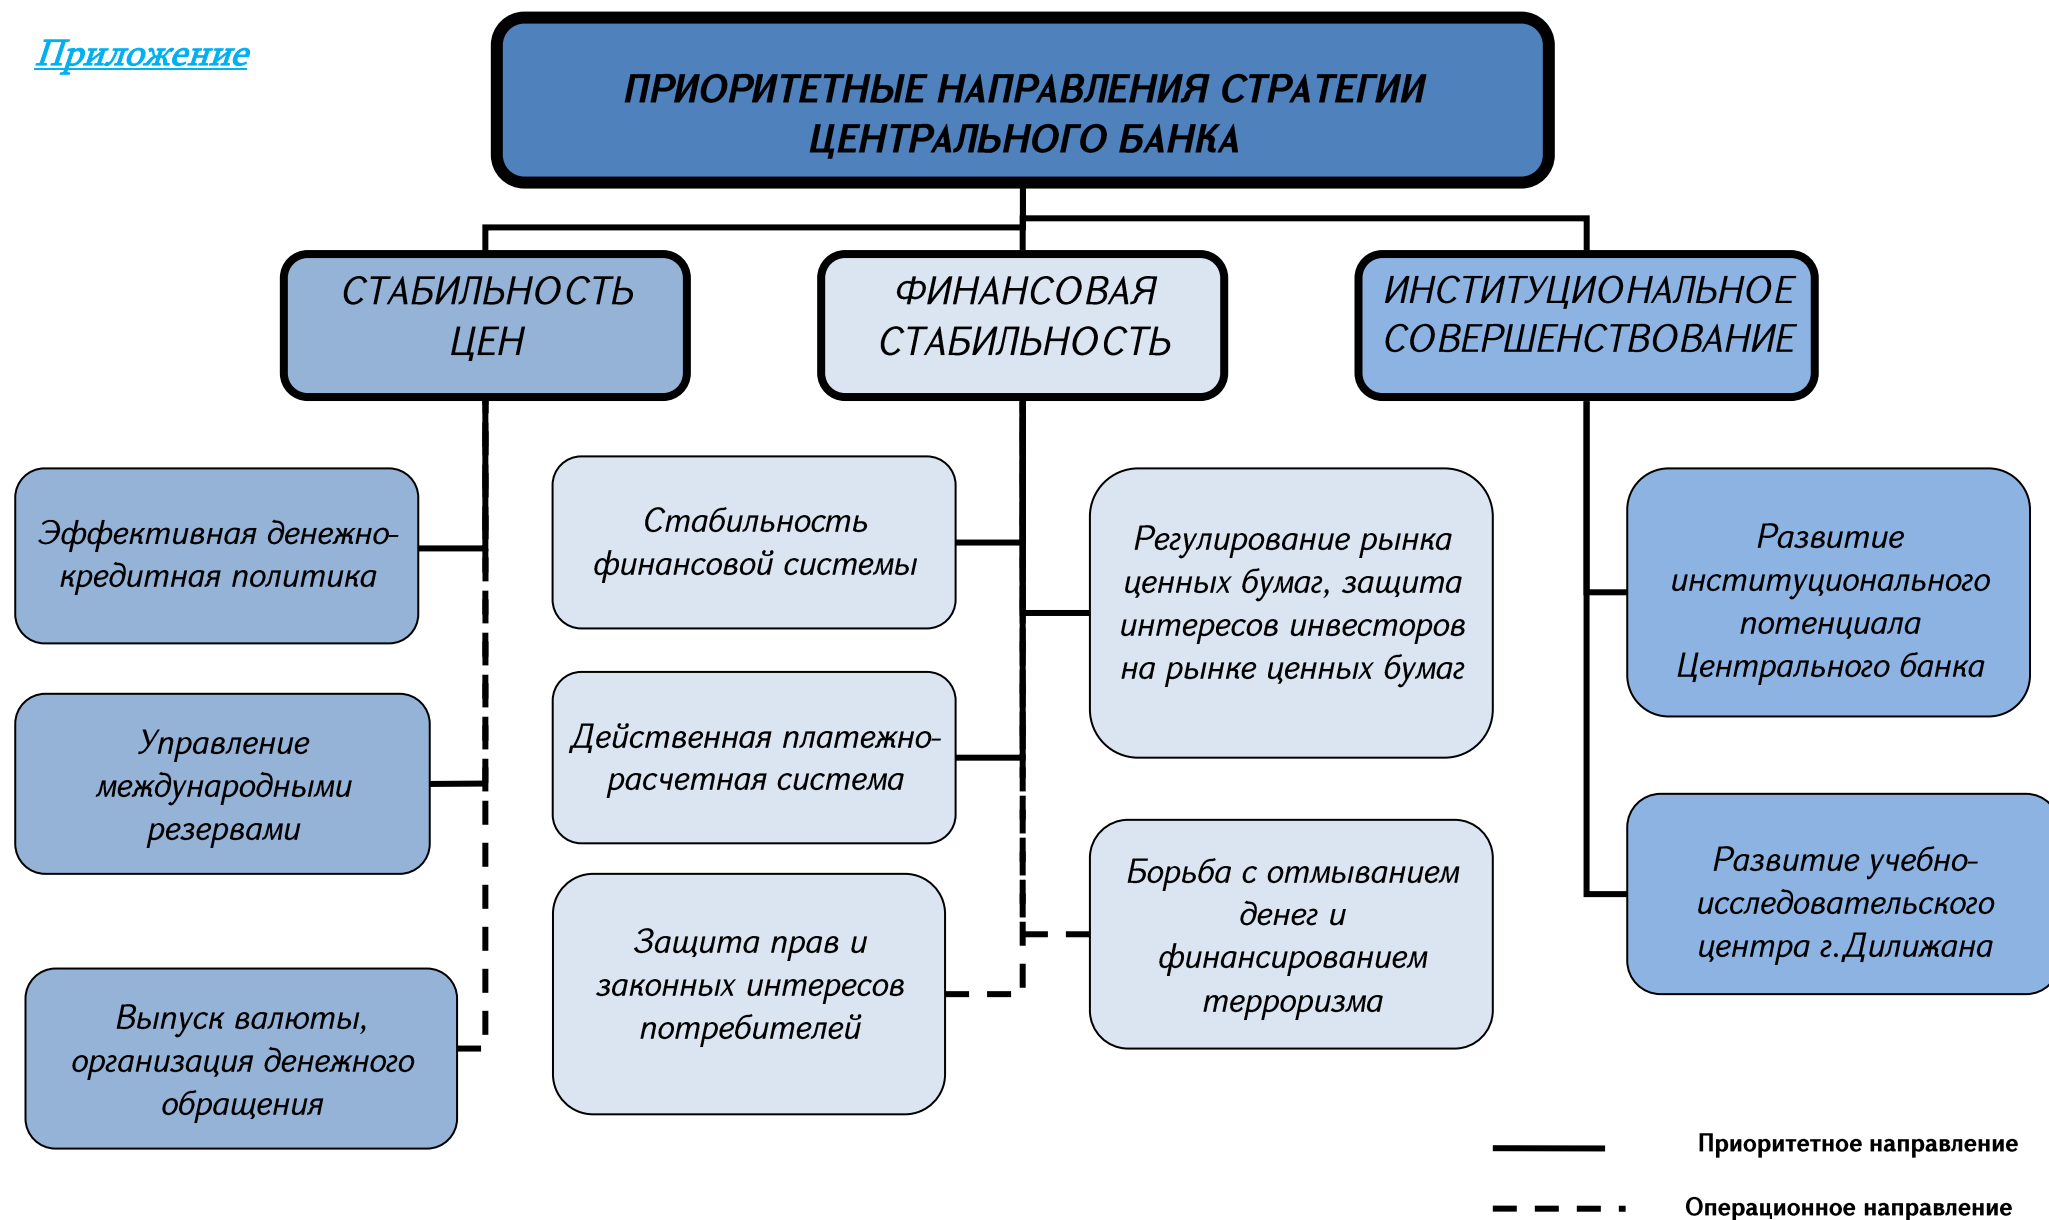 Приложение
ПРИОРИТЕТНЫЕ НАПРАВЛЕНИЯ СТРАТЕГИИ
ЦЕНТРАЛЬНОГО БАНКА
СТАБИЛЬНОСТЬ
ЦЕН
ФИНАНСОВАЯ
СТАБИЛЬНОСТЬ
ИНСТИТУЦИОНАЛЬНОЕ
СОВЕРШЕНСТВОВАНИЕ
Эффективная денежно-
кредитная политика
Управление
международными
резервами
Выпуск валюты,
организация денежного
обращения
Стабильность
финансовой системы
Действенная платежно-
расчетная система
Защита прав и
законных интересов
потребителей
Регулирование рынка
ценных бумаг, защита
интересов инвесторов
на рынке ценных бумаг
Борьба с отмыванием
денег и
финансированием
терроризма
Развитие
институционального
потенциала
Центрального банка
Развитие учебно-
исследовательского
центра г.Дилижана
Приоритетное направление
Операционное направление